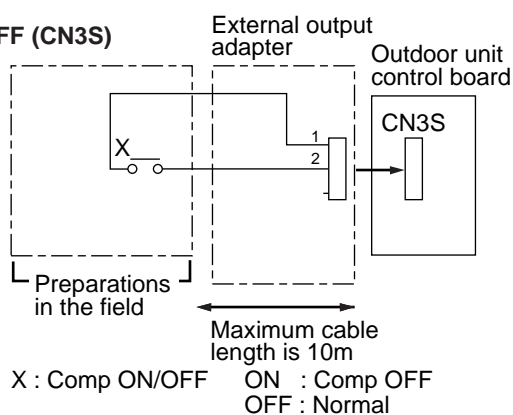 FF (CN3S)
External output
adapter
Outdoor unit
control board
CN3S
X
1
2
Preparations
in the field
Maximum cable
length is 10m
X : Comp ON/OFF ON : Comp OFF
OFF : Normal